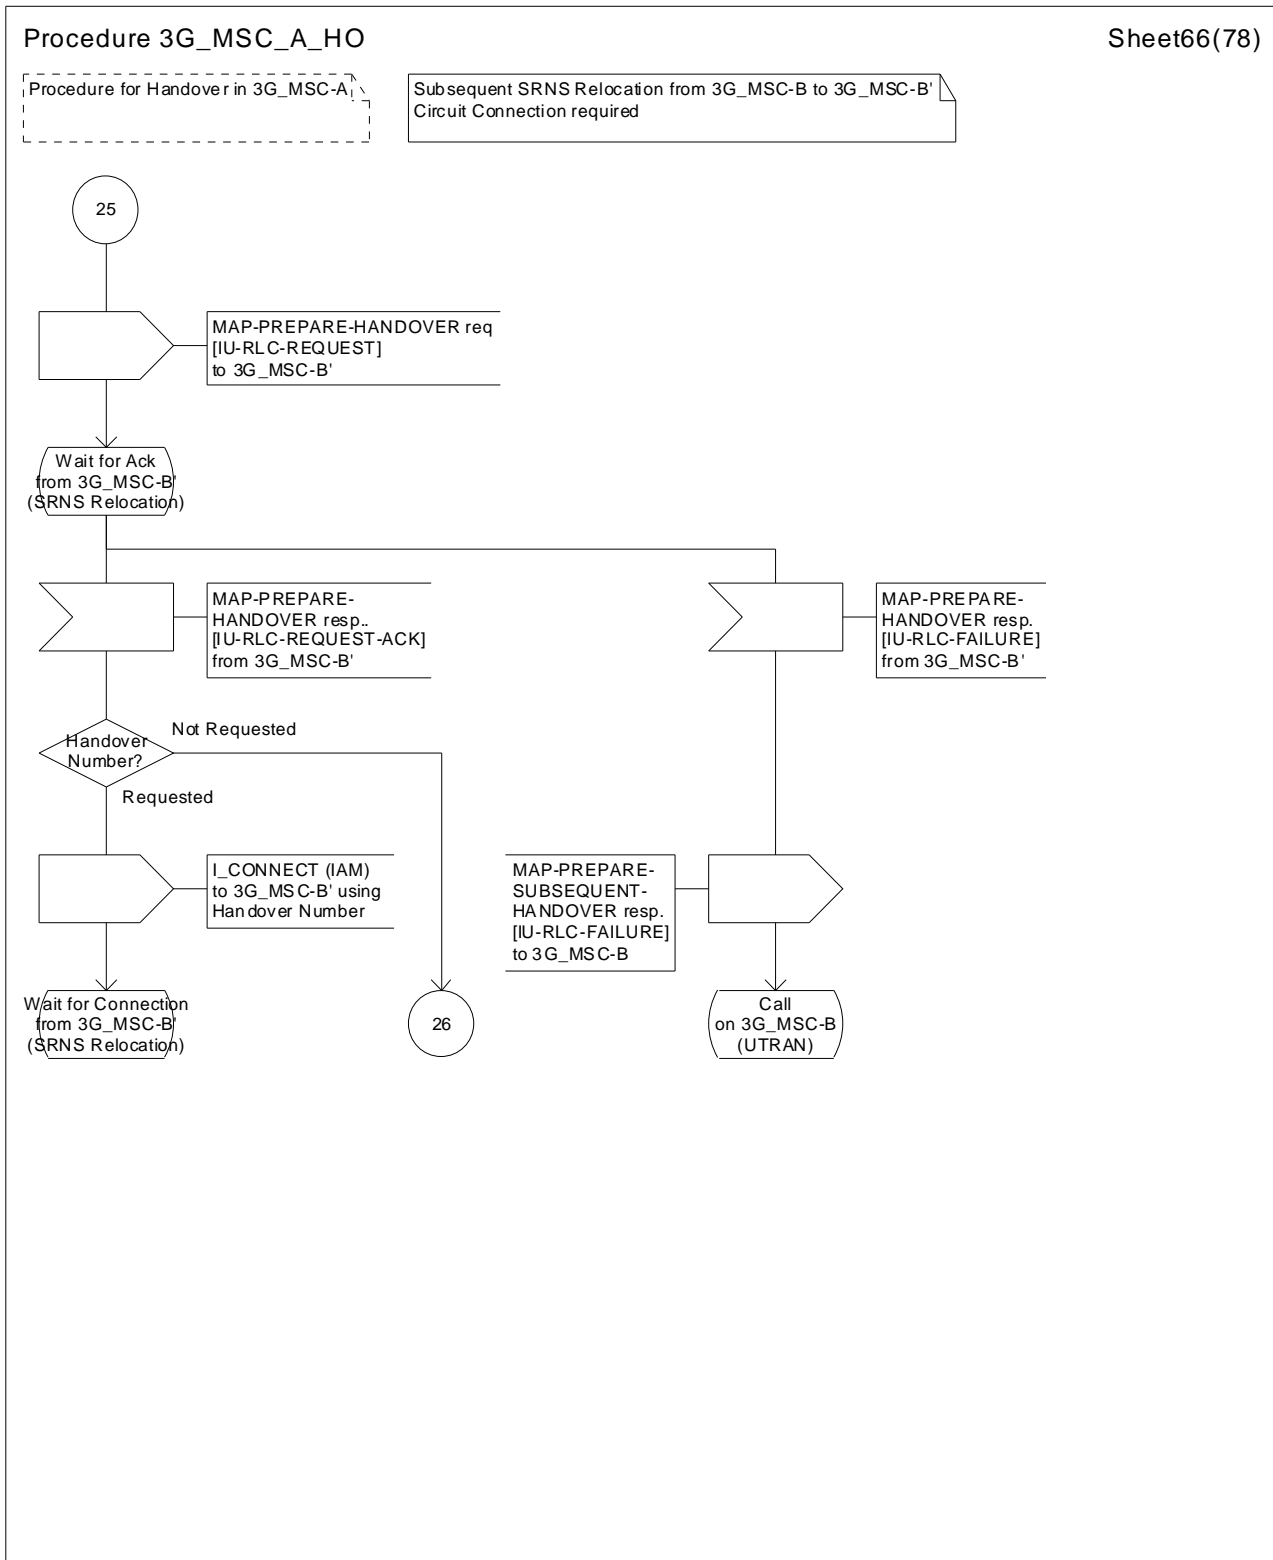 Procedure 3G_MSC_A_HO
Sheet66(78)
Procedure for Handover in 3G_MSC-A
Subsequent SRNS Relocation from 3G_MSC-B to 3G_MSC-B'
Circuit Connection required
25
MAP-PREPARE-HANDOVER req
[IU-RLC-REQUEST]
to 3G_MSC-B'
Wait for Ack
from 3G_MSC-B'
(SRNS Relocation)
MAP-PREPARE-
HANDOVER resp..
[IU-RLC-REQUEST-ACK]
from 3G_MSC-B'
MAP-PREPARE-
HANDOVER resp.
[IU-RLC-FAILURE]
from 3G_MSC-B'
Handover
Number?
Not Requested
Requested
I_CONNECT (IAM)
to 3G_MSC-B' using
Handover Number
MAP-PREPARE-
SUBSEQUENT-
HANDOVER resp.
[IU-RLC-FAILURE]
to 3G_MSC-B
Wait for Connection
from 3G_MSC-B'
(SRNS Relocation)
26
Call
on 3G_MSC-B
(UTRAN)